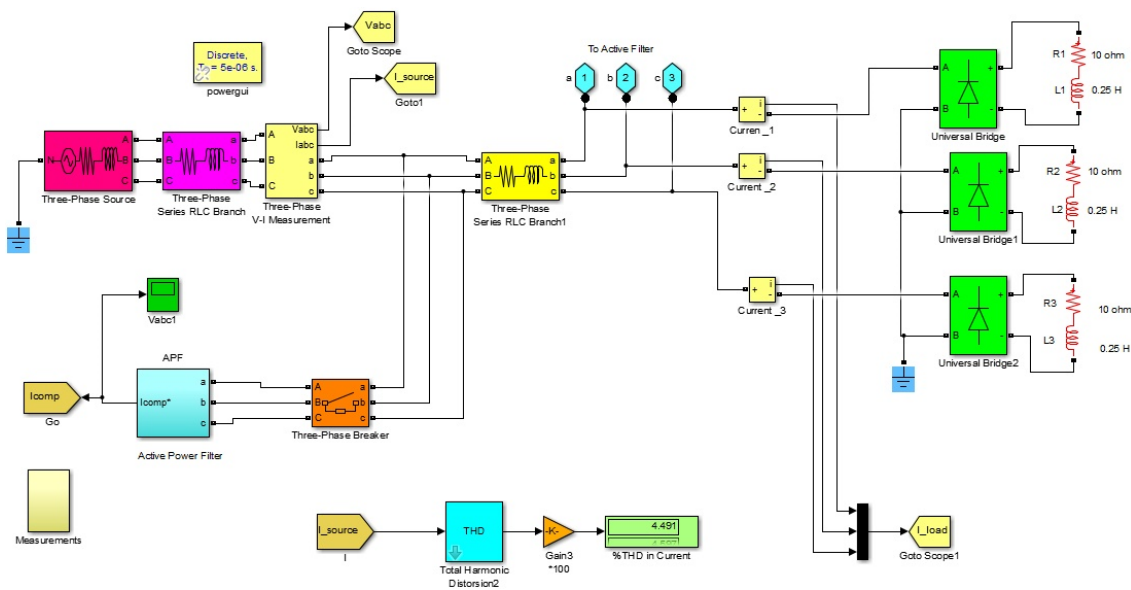 Vabc
Goto Scope
I_source
Goto1
Discrete,
= 5e-06 s.
powergui
To Active Filter
a
1
b
2
c
3
N
A
B
C
Three-Phase Source
A
B
C
a
b
c
Three-Phase
Series RLC Branch
A
B
C
Vabc
Iabc
a
b
c
Three-Phase
V-I Measurement
A
B
C
a
b
c
Three-Phase
Series RLC Branch1
+
i
-
Curren _1
+
i
-
Current _2
+
i
-
Current _3
A
B
+
-
Universal Bridge
R1
10 ohm
L1
0.25 H
A
B
+
-
Universal Bridge1
R2
10 ohm
L2
0.25 H
A
B
+
-
Universal Bridge2
R3
10 ohm
L3
0.25 H
Vabc1
APF
Icomp
Go
Icomp*
a
b
c
Active Power Filter
A
B
C
a
b
c
Three-Phase Breaker
Measurements
I_source
I
THD
Total Harmonic
Distorsion2
-K-
Gain3
*100
4.491
%THD in Current
I_load
Goto Scope1